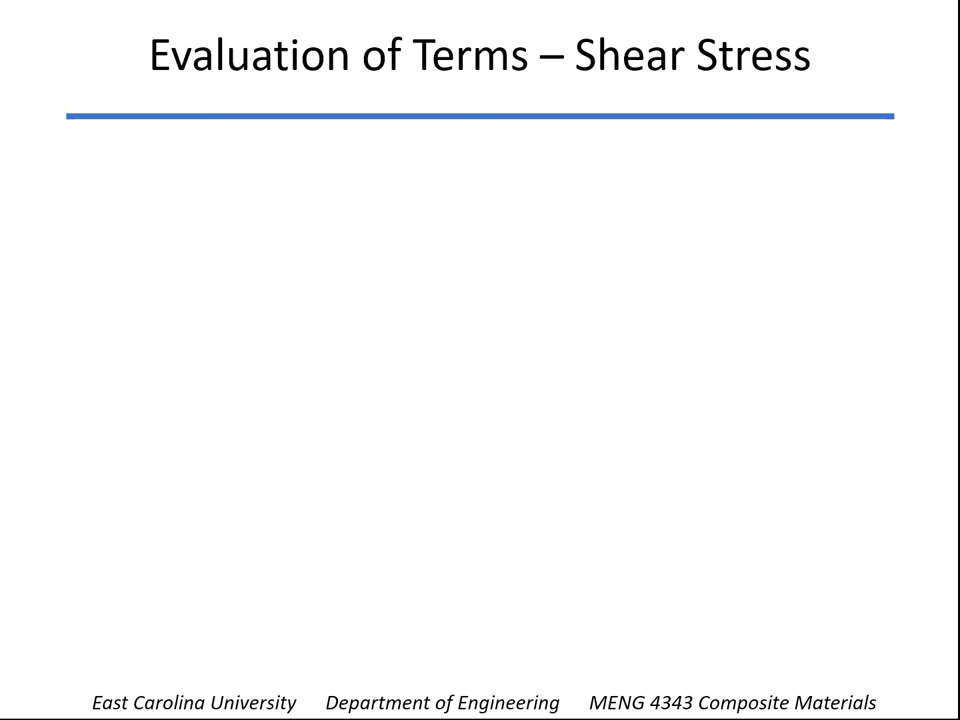 Evaluation of Terms – Shear Stress
East Carolina University Department of Engineering MENG 4343 Composite Materials